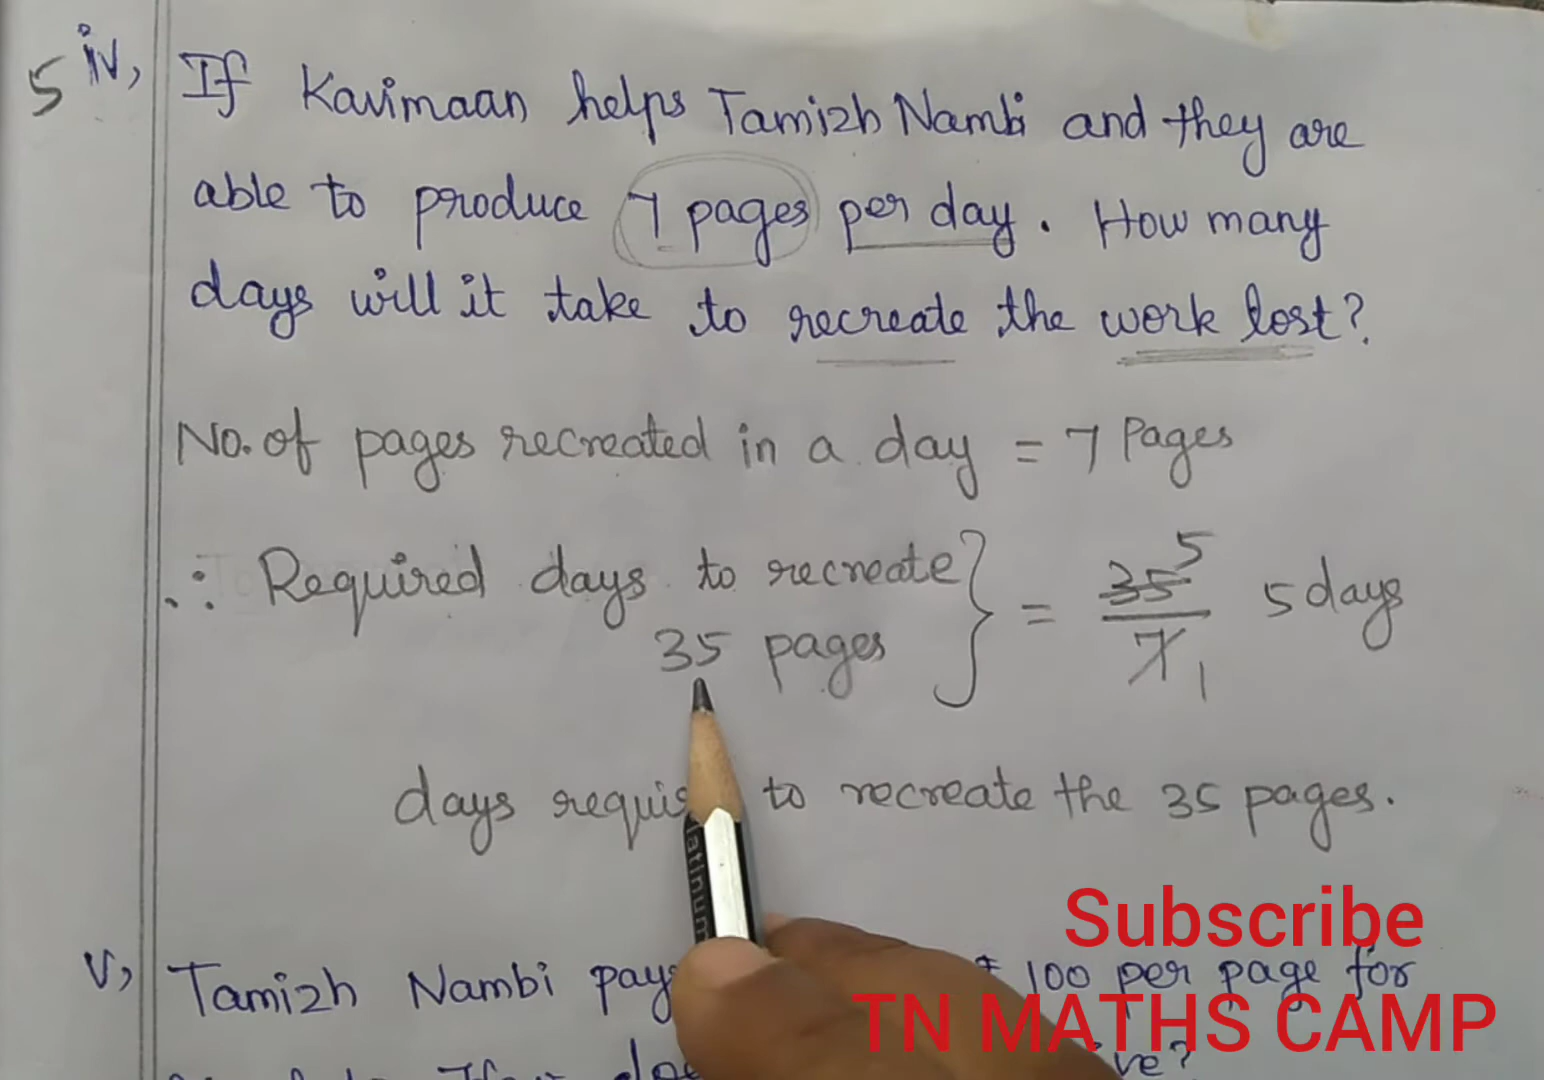 5 iv, If Kavimaan helps Tamizh Nambi and they are
able to produce 7 pages per day. How many
days will it take to recreate the work lost?
No. of pages recreated in a day = 7 Pages
∴ Required days to recreate
35 pages } = 35/7 5 5 days
1
days to recreate the 35 pages.
v, Tamizh Nambi ₹ 100 per page for
Subscribe
TN MATHS CAMP
Platinum